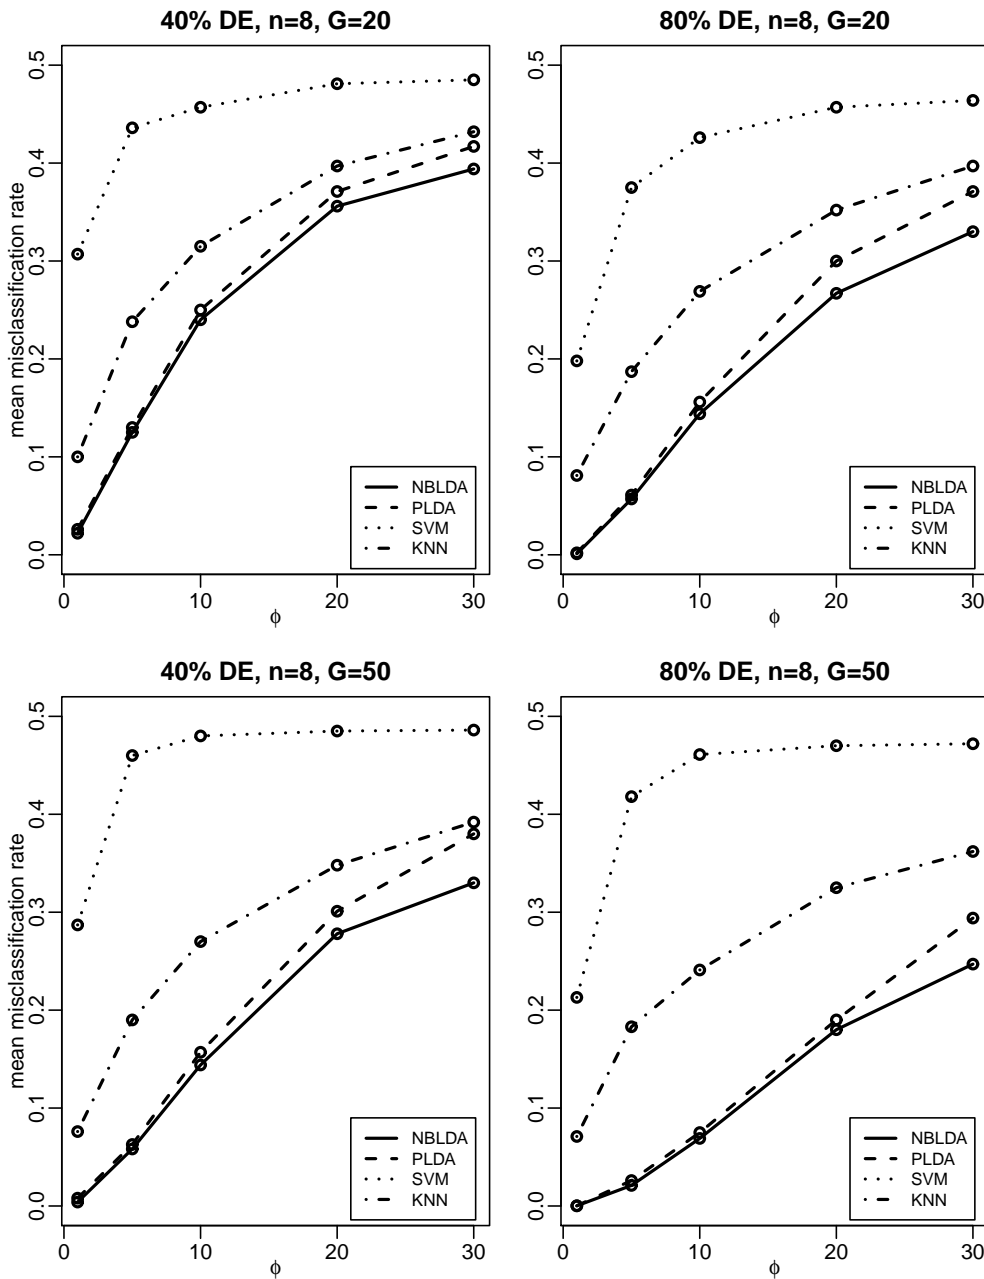 40% DE, n=8, G=20
mean misclassification rate
0.5
0.4
0.3
0.2
0.1
0.0
NBLDA
PLDA
SVM
KNN
0 10 20 30
ϕ
80% DE, n=8, G=20
0.5
0.4
0.3
0.2
0.1
0.0
NBLDA
PLDA
SVM
KNN
0 10 20 30
ϕ
40% DE, n=8, G=50
mean misclassification rate
0.5
0.4
0.3
0.2
0.1
0.0
NBLDA
PLDA
SVM
KNN
0 10 20 30
ϕ
80% DE, n=8, G=50
0.5
0.4
0.3
0.2
0.1
0.0
NBLDA
PLDA
SVM
KNN
0 10 20 30
ϕ